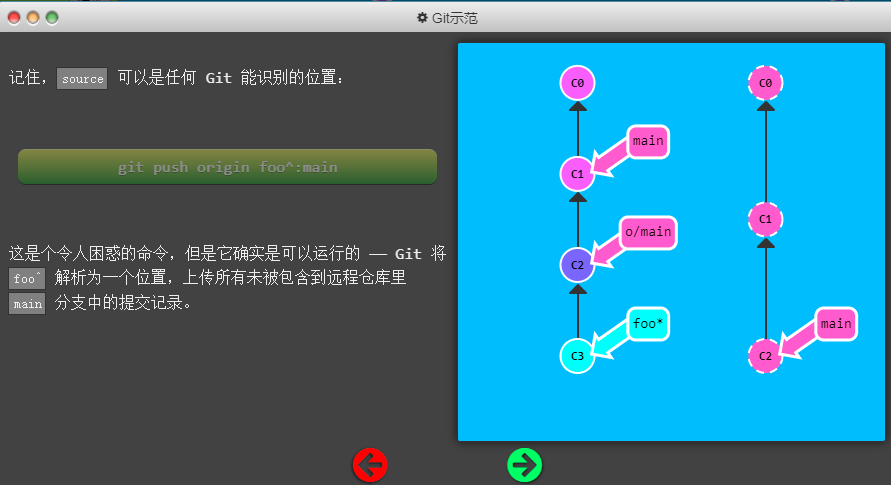 Git示范
记住，source 可以是任何 Git 能识别的位置：
git push origin foo^:main
这是个令人困惑的命令，但是它确实是可以运行的 —— Git 将
foo^ 解析为一个位置，上传所有未被包含到远程仓库里
main 分支中的提交记录。
C0
main
C1
o/main
C2
foo*
C3
C0
C1
main
C2